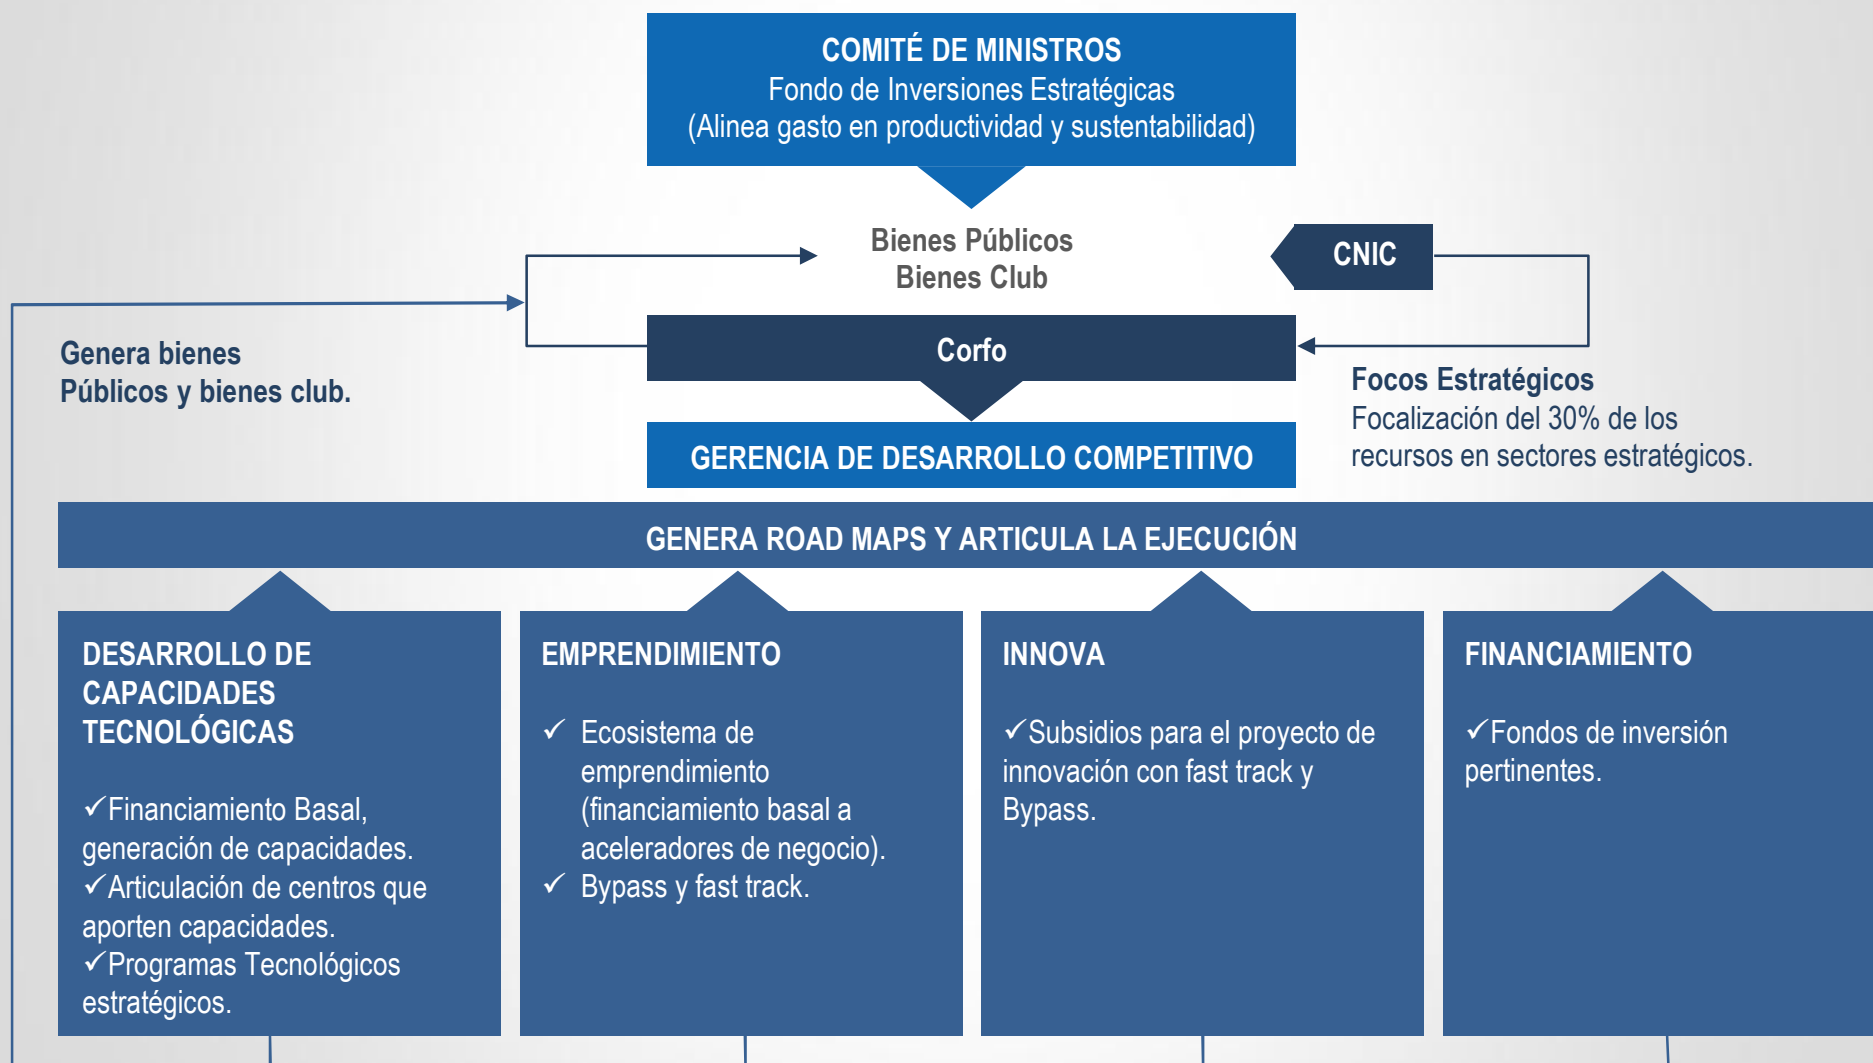 COMITÉ DE MINISTROS
Fondo de Inversiones Estratégicas
(Alinea gasto en productividad y sustentabilidad)
Bienes Públicos
Bienes Club
CNIC
Genera bienes
Públicos y bienes club.
Corfo
Focos Estratégicos
Focalización del 30% de los
recursos en sectores estratégicos.
GERENCIA DE DESARROLLO COMPETITIVO
GENERA ROAD MAPS Y ARTICULA LA EJECUCIÓN
DESARROLLO DE
CAPACIDADES
TECNOLÓGICAS
✓Financiamiento Basal,
generación de capacidades.
✓Articulación de centros que
aporten capacidades.
✓Programas Tecnológicos
estratégicos.
EMPRENDIMIENTO
✓ Ecosistema de
emprendimiento
(financiamiento basal a
aceleradores de negocio).
✓ Bypass y fast track.
INNOVA
✓Subsidios para el proyecto de
innovación con fast track y
Bypass.
FINANCIAMIENTO
✓Fondos de inversión
pertinentes.